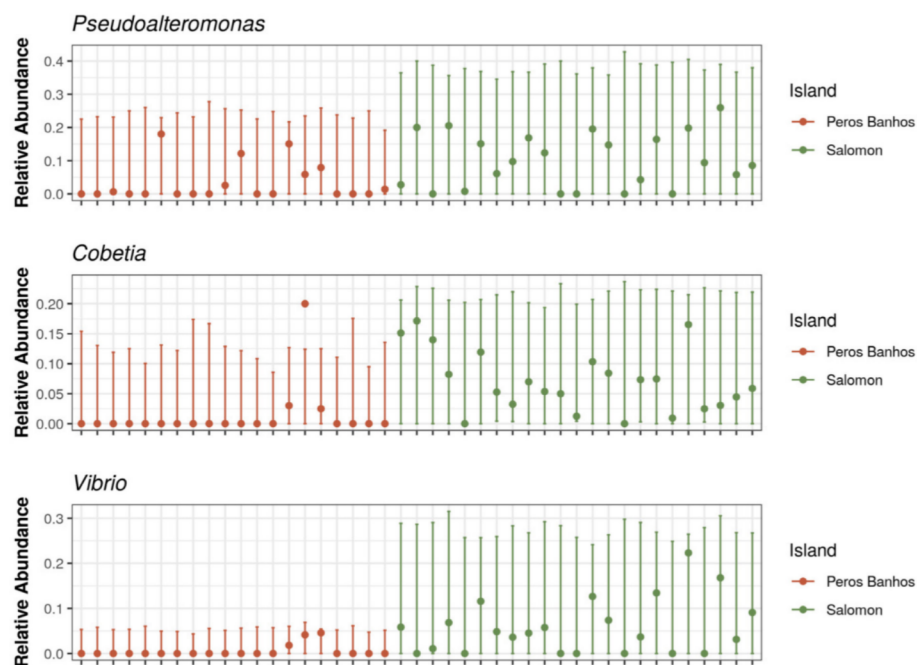 Pseudoalteromonas
Relative Abundance
0.4
0.3
0.2
0.1
0.0
Island
Peros Banhos
Salomon
Cobetia
Relative Abundance
0.20
0.15
0.10
0.05
0.00
Island
Peros Banhos
Salomon
Vibrio
Relative Abundance
0.3
0.2
0.1
0.0
Island
Peros Banhos
Salomon